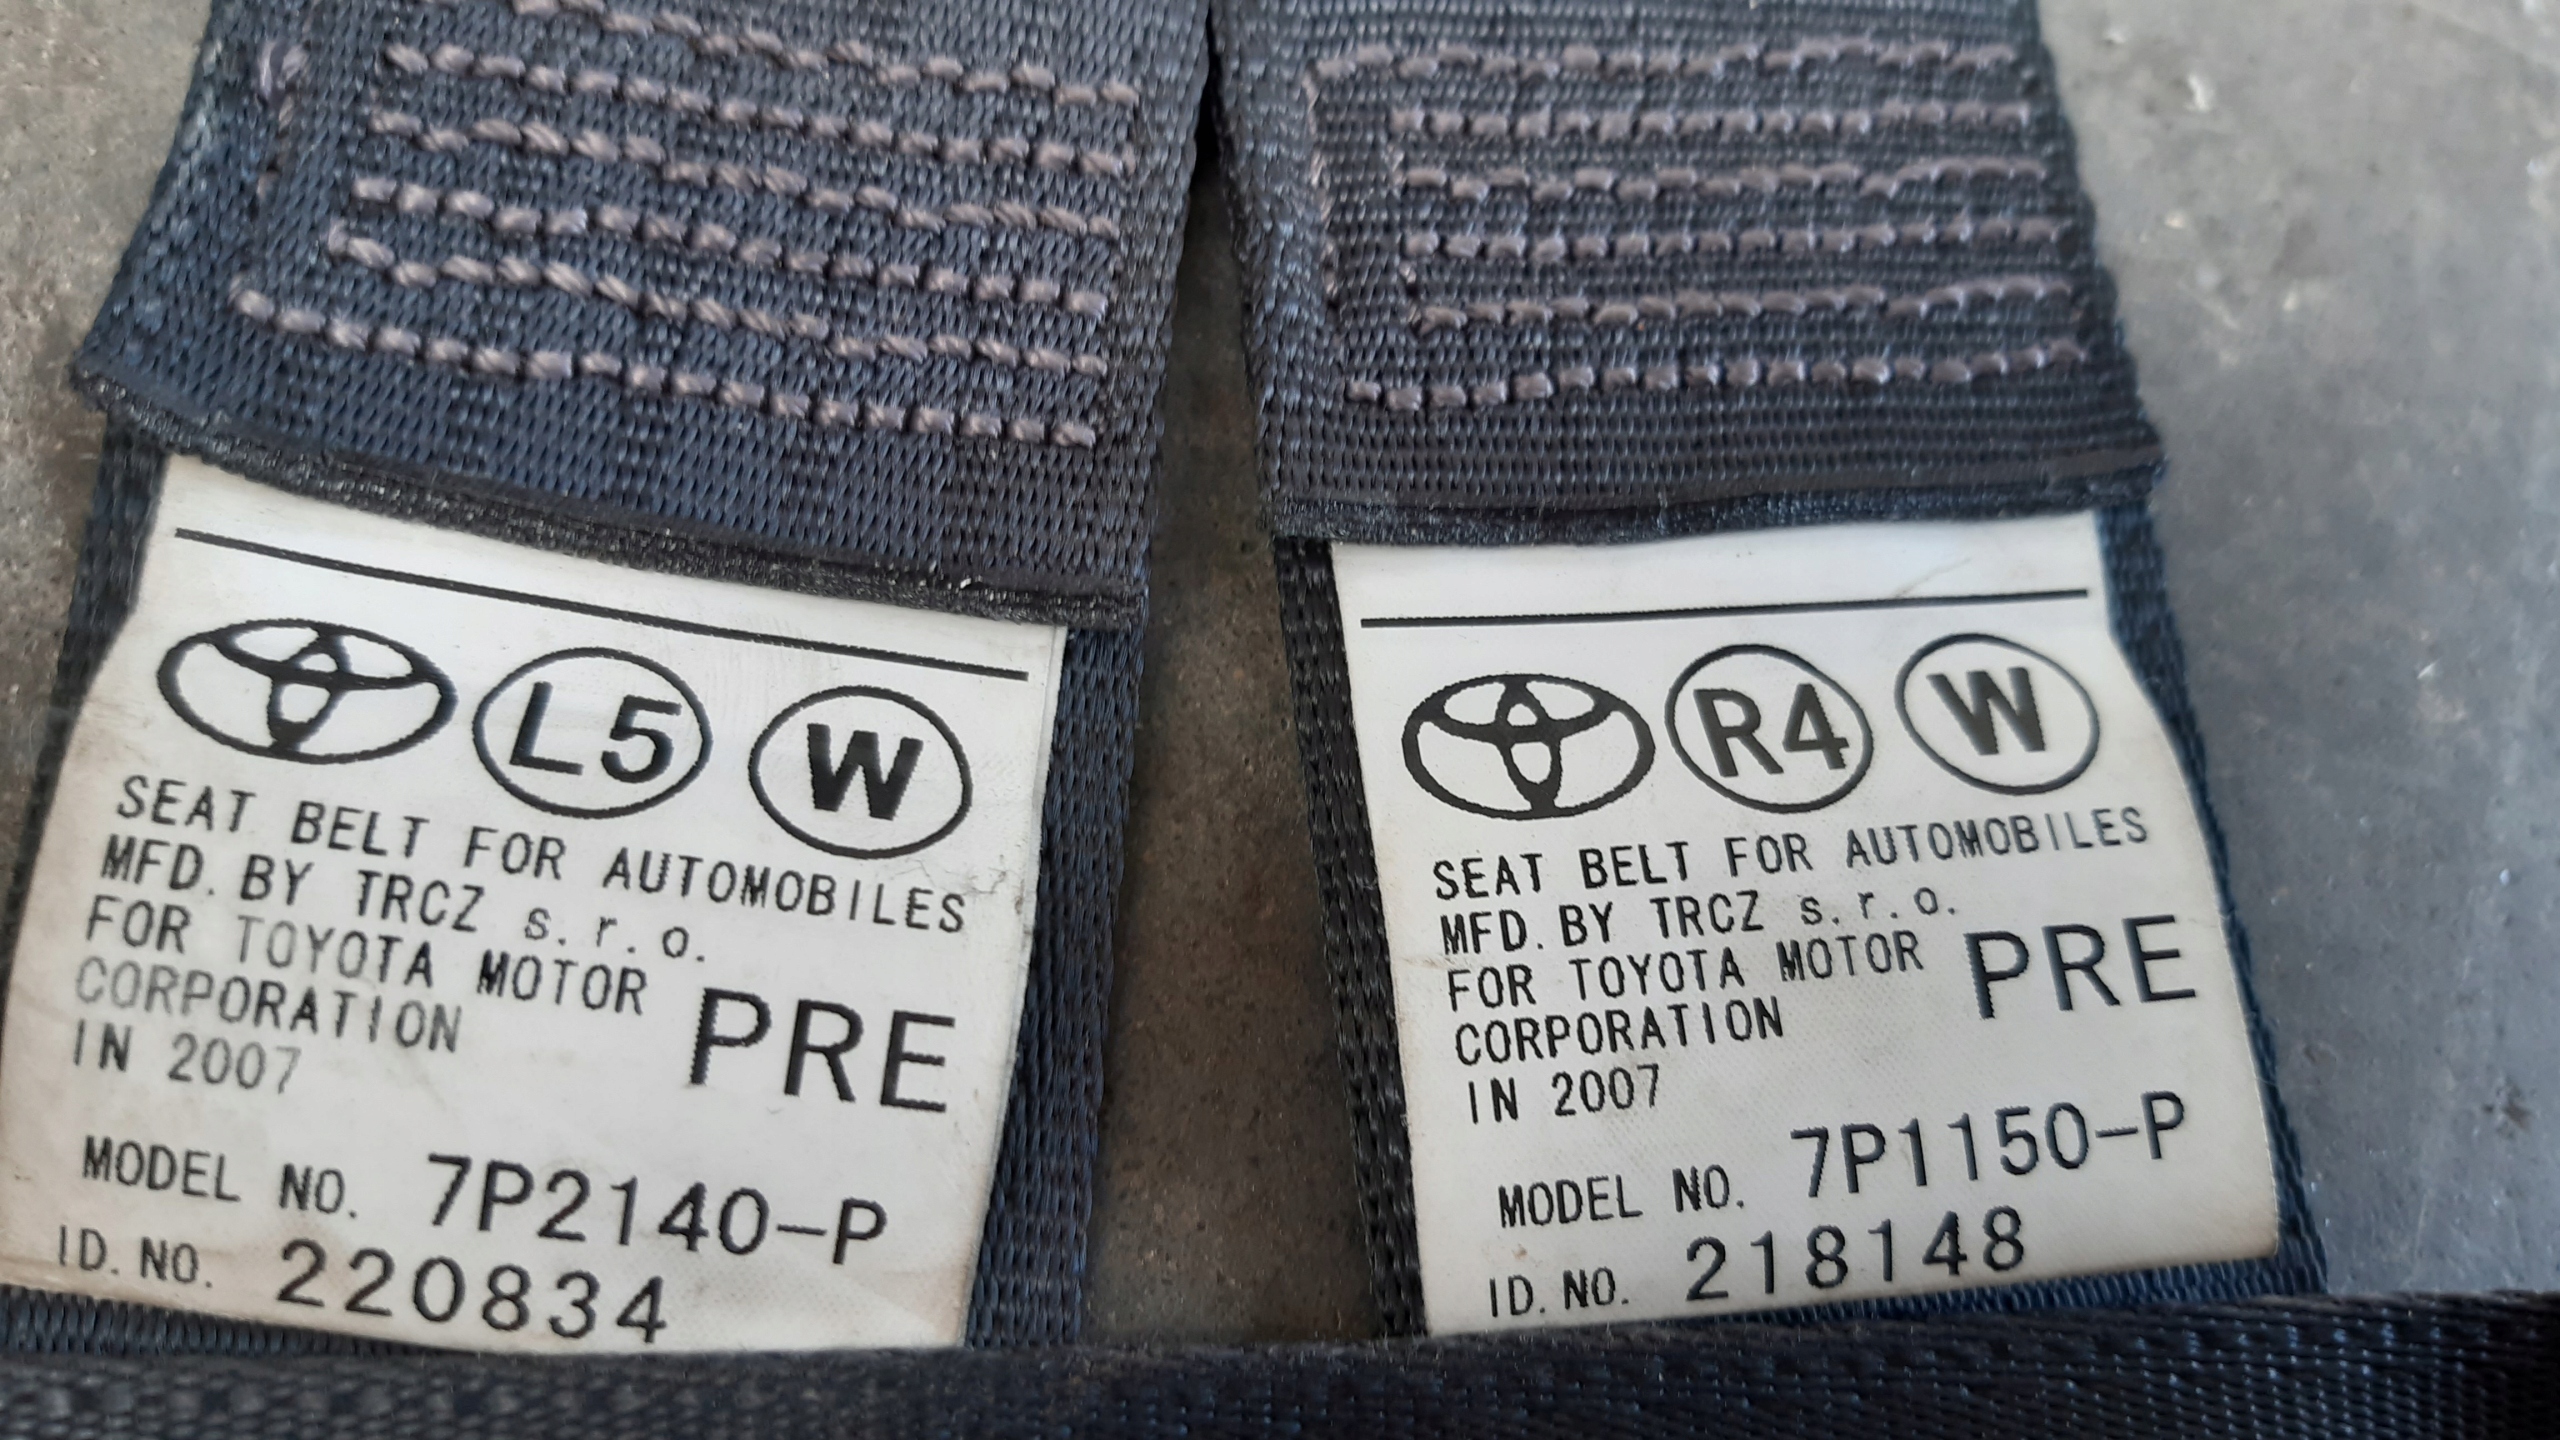 L5 W
SEAT BELT FOR AUTOMOBILES
MFD. BY TRCZ s.r.o.
FOR TOYOTA MOTOR
CORPORATION
IN 2007
PRE
MODEL NO. 7P2140-P
ID. NO. 220834
R4 W
SEAT BELT FOR AUTOMOBILES
MFD. BY TRCZ s.r.o.
FOR TOYOTA MOTOR
CORPORATION
IN 2007
PRE
MODEL NO. 7P1150-P
ID. NO. 218148